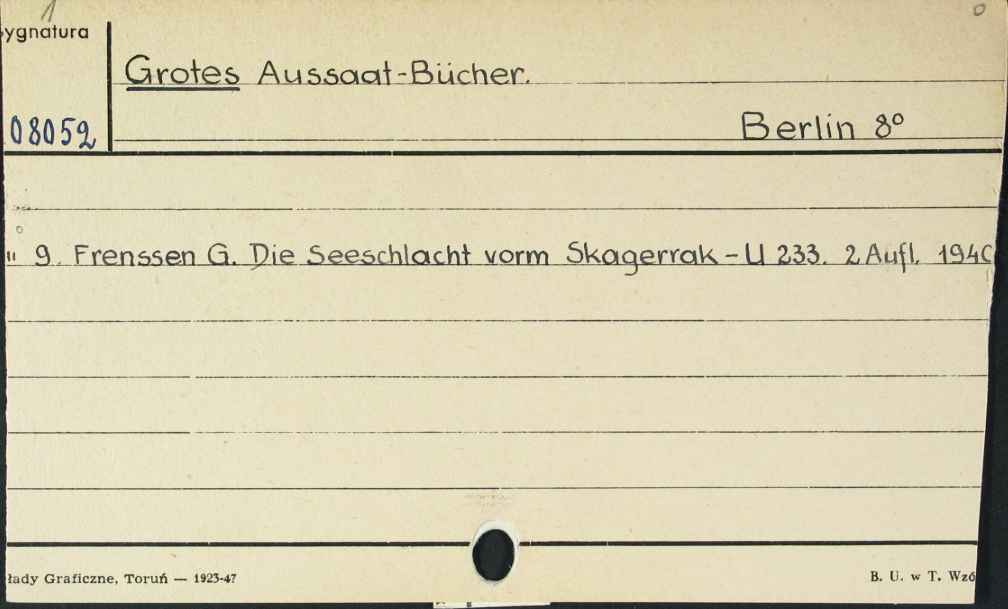 1
ygnatura
Grotes Aussaat-Bücher.
08052
Berlin 8°
" 9. Frenssen G. Die Seeschlacht vorm Skagerrak - U 233. 2 Aufl. 1940
łady Graficzne, Toruń — 1923-47
B. U. w T. Wzó